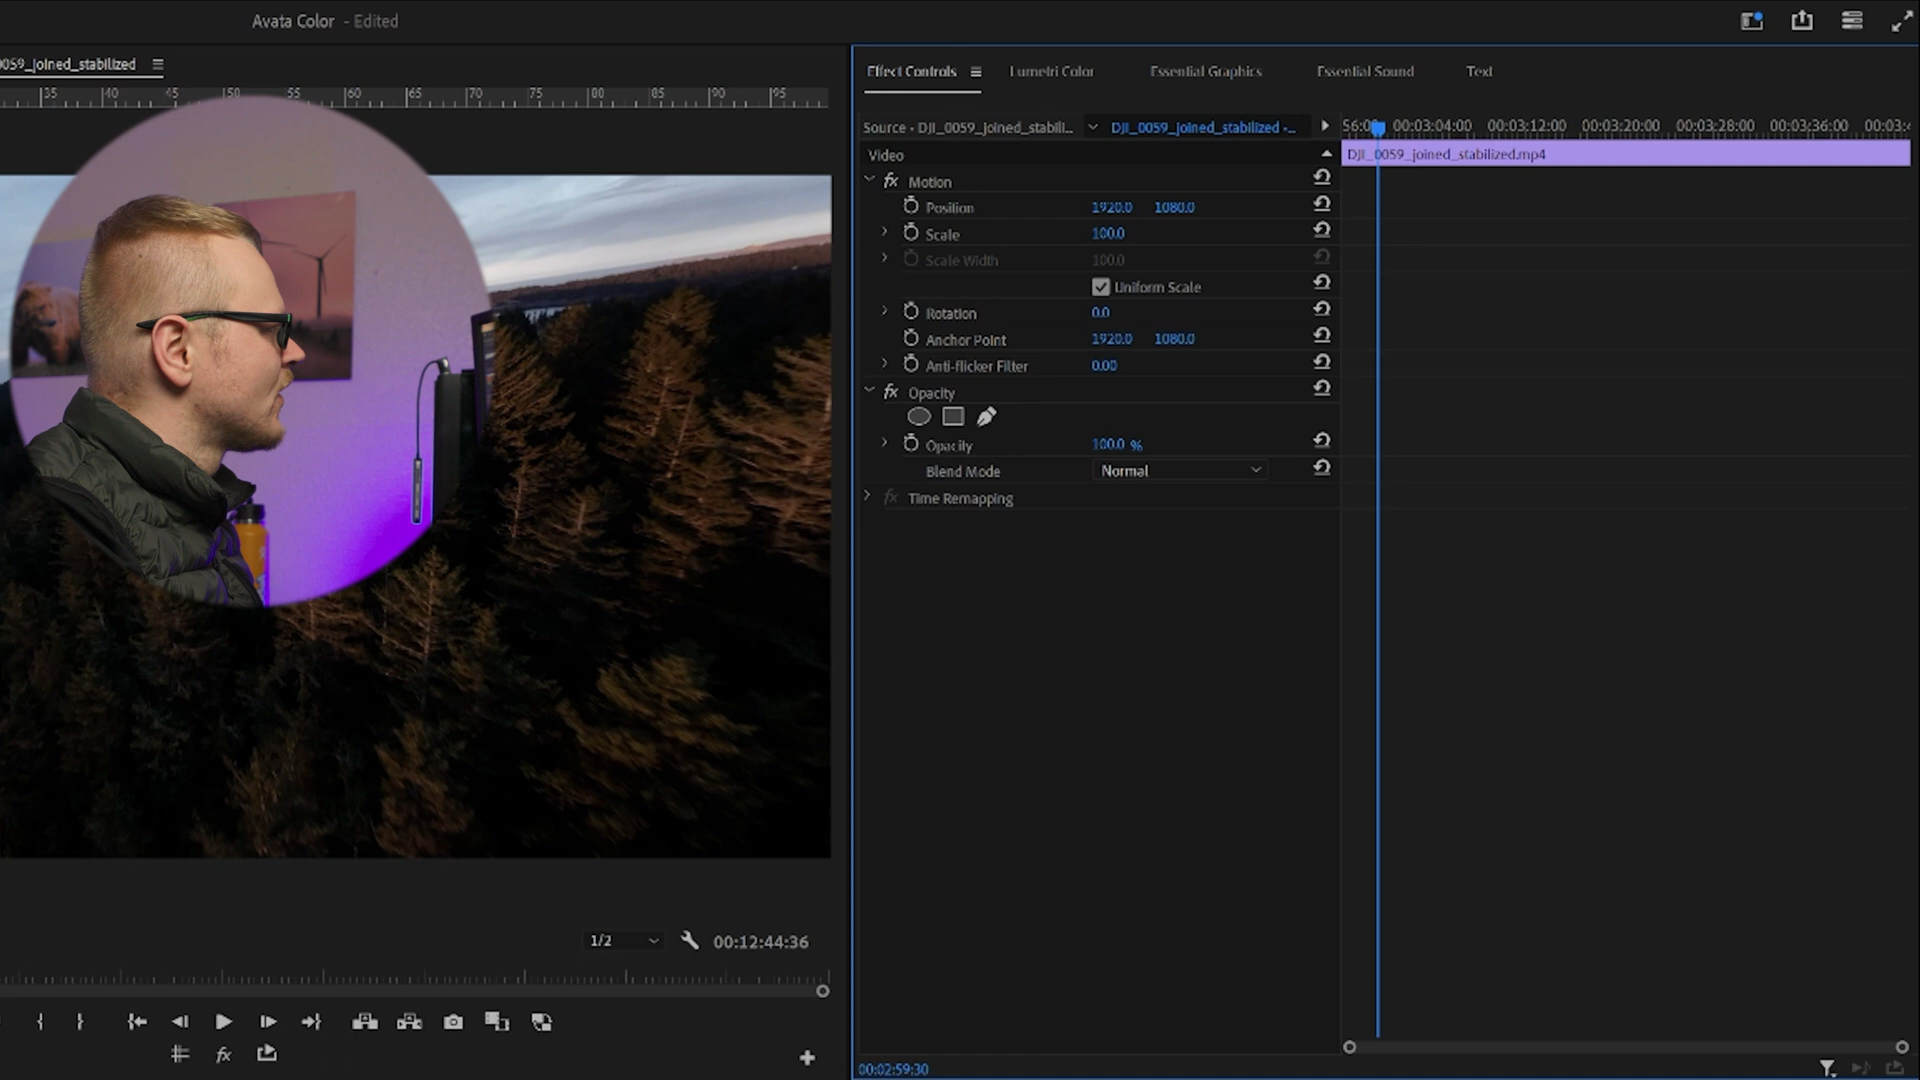 Avata Color - Edited
0059_joined_stabilized
35 40 45 50 55 60 65 70 75 80 85 90 95
Effect Controls Lumetri Color Essential Graphics Essential Sound Text
Source • DJI_0059_joined_stabili... DJI_0059_joined_stabilized -...
56:00 00:03:04:00 00:03:12:00 00:03:20:00 00:03:28:00 00:03:36:00 00:03:4
Video
DJI_0059_joined_stabilized.mp4
fx Motion
Position 1920.0 1080.0
Scale 100.0
Scale Width 100.0
Uniform Scale
Rotation 0.0
Anchor Point 1920.0 1080.0
Anti-flicker Filter 0.00
fx Opacity
Opacity 100.0 %
Blend Mode Normal
fx Time Remapping
1/2 00:12:44:36
fx
00:02:59:30